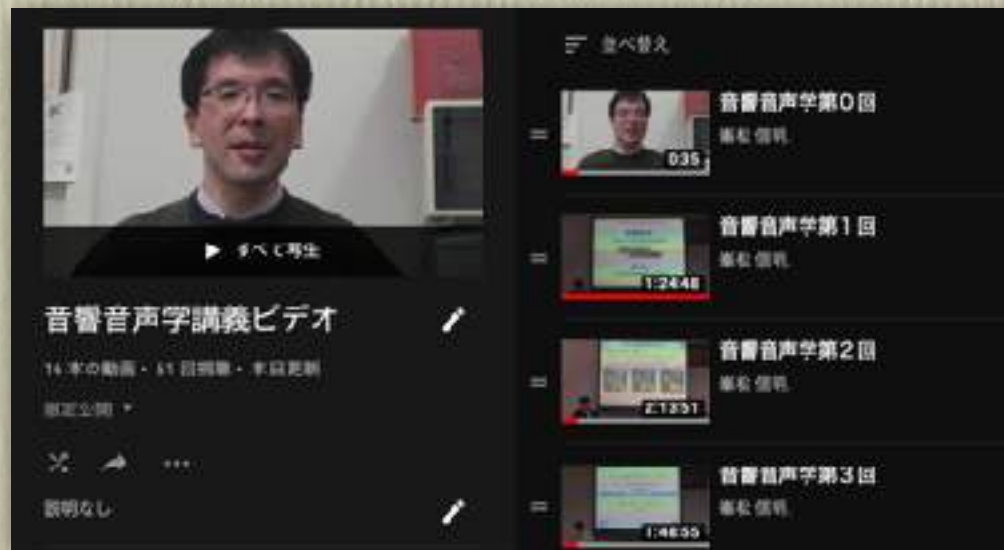 すべて再生
音響音声学講義ビデオ
16 本の動画・61 回視聴・本日更新
限定公開
説明なし
並べ替え
音響音声学第0回
峯松 信明
0:35
音響音声学第1回
峯松 信明
1:24:48
音響音声学第2回
峯松 信明
2:13:51
音響音声学第3回
峯松 信明
1:46:55